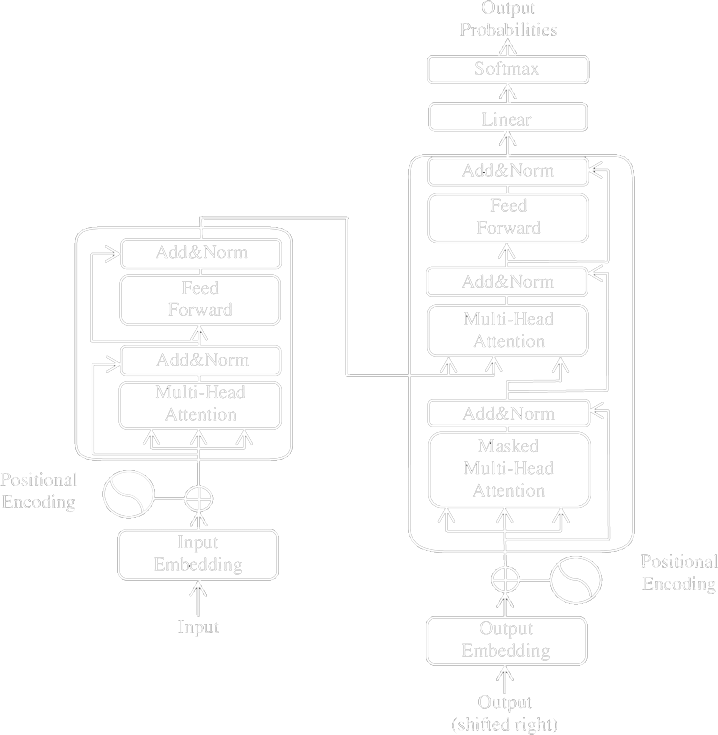 Output
Probabilities
Softmax
Linear
Add&Norm
Feed
Forward
Add&Norm
Multi-Head
Attention
Add&Norm
Masked
Multi-Head
Attention
Positional
Encoding
Output
Embedding
Output
(shifted right)
Add&Norm
Feed
Forward
Add&Norm
Multi-Head
Attention
Positional
Encoding
Input
Embedding
Input